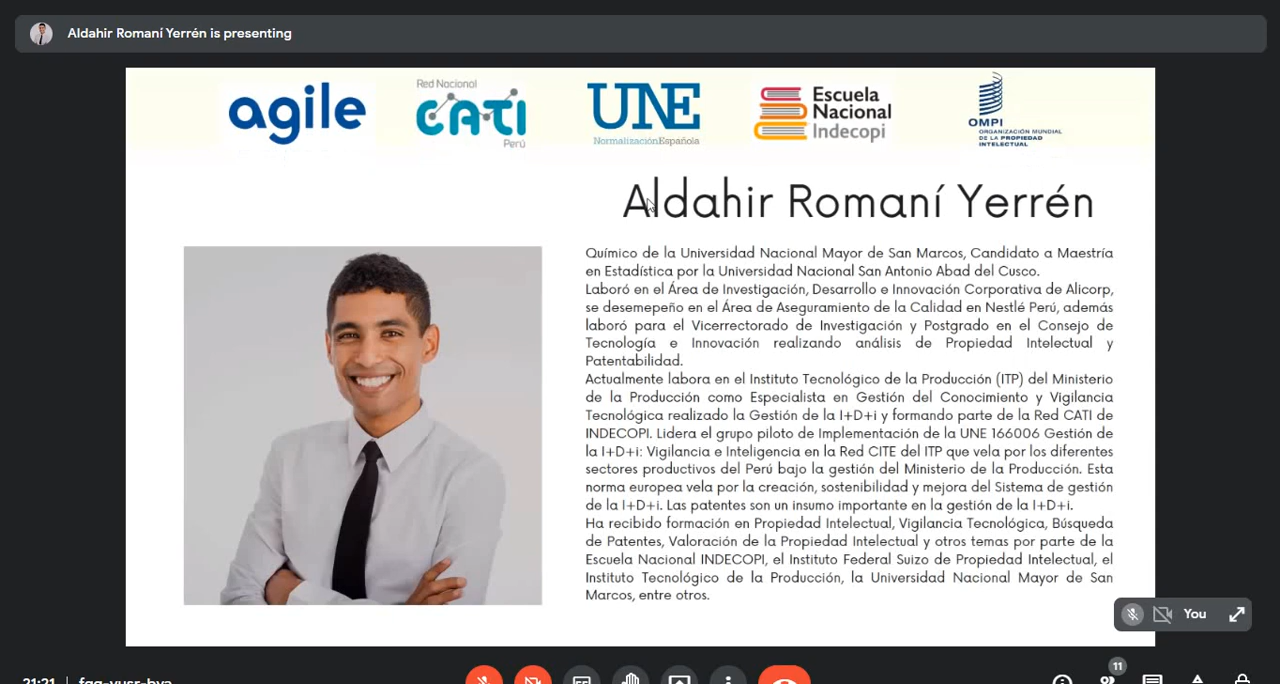 Aldahir Romaní Yerrén is presenting
agile
Red Nacional
CATI
Perú
UNE
NormalizaciónEspañola
Escuela
Nacional
Indecopi
OMPI
ORGANIZACIÓN MUNDIAL
DE LA PROPIEDAD
INTELECTUAL
Aldahir Romaní Yerrén
Químico de la Universidad Nacional Mayor de San Marcos, Candidato a Maestría
en Estadística por la Universidad Nacional San Antonio Abad del Cusco.
Laboró en el Área de Investigación, Desarrollo e Innovación Corporativa de Alicorp,
se desemepeño en el Área de Aseguramiento de la Calidad en Nestlé Perú, además
laboró para el Vicerrectorado de Investigación y Postgrado en el Consejo de
Tecnología e Innovación realizando análisis de Propiedad Intelectual y
Patentabilidad.
Actualmente labora en el Instituto Tecnológico de la Producción (ITP) del Ministerio
de la Producción como Especialista en Gestión del Conocimiento y Vigilancia
Tecnológica realizado la Gestión de la I+D+i y formando parte de la Red CATI de
INDECOPI. Lidera el grupo piloto de Implementación de la UNE 166006 Gestión de
la I+D+i: Vigilancia e Inteligencia en la Red CITE del ITP que vela por los diferentes
sectores productivos del Perú bajo la gestión del Ministerio de la Producción. Esta
norma europea vela por la creación, sostenibilidad y mejora del Sistema de gestión
de la I+D+i. Las patentes son un insumo importante en la gestión de la I+D+i.
Ha recibido formación en Propiedad Intelectual, Vigilancia Tecnológica, Búsqueda
de Patentes, Valoración de la Propiedad Intelectual y otros temas por parte de la
Escuela Nacional INDECOPI, el Instituto Federal Suizo de Propiedad Intelectual, el
Instituto Tecnológico de la Producción, la Universidad Nacional Mayor de San
Marcos, entre otros.
You
11
21:21